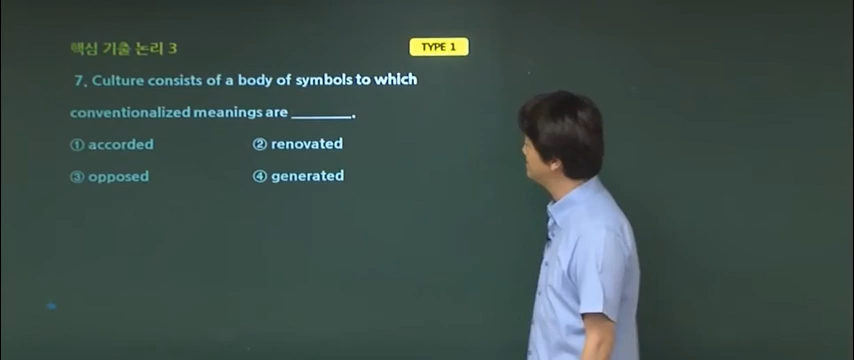 핵심 기출 논리 3
TYPE 1
7. Culture consists of a body of symbols to which
conventionalized meanings are ________.
① accorded ② renovated
③ opposed ④ generated